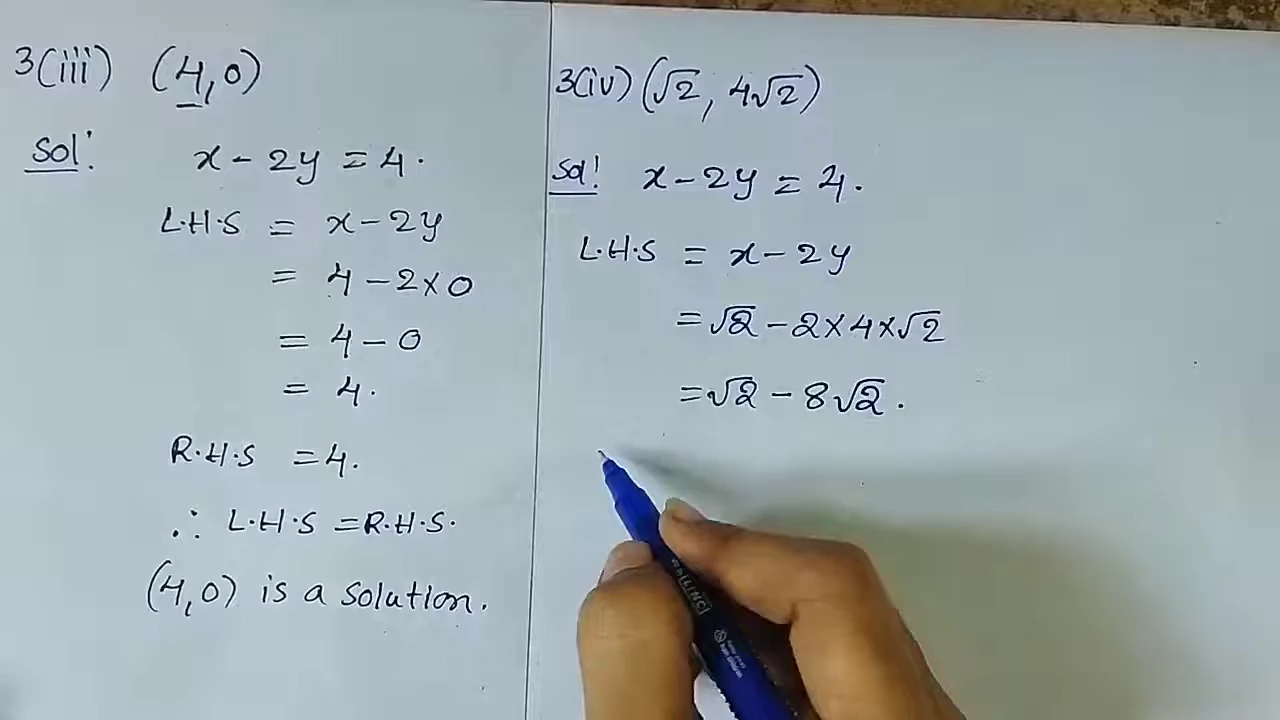 3(iii) (4,0)
Sol: x - 2y = 4.
L.H.S = x - 2y
= 4 - 2 × 0
= 4 - 0
= 4.
R.H.S = 4.
∴ L.H.S = R.H.S.
(4,0) is a solution.
3(iv) (√2, 4√2)
Sol: x - 2y = 4.
L.H.S = x - 2y
= √2 - 2 × 4 × √2
= √2 - 8√2.